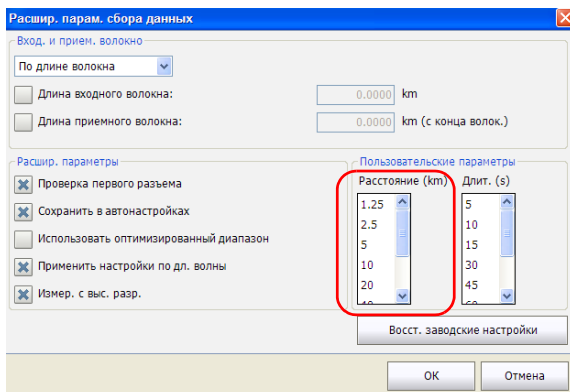 Расшир. парам. сбора данных
Вход. и прием. волокно
По длине волокна
Длина входного волокна: 0.0000 km
Длина приемного волокна: 0.0000 km (с конца волок.)
Расшир. параметры
Проверка первого разъема
Сохранить в автонастройках
Использовать оптимизированный диапазон
Применить настройки по дл. волны
Измер. с выс. разр.
Пользовательские параметры
Расстояние (km) Длит. (s)
1.25 5
2.5 10
5 15
10 30
20 45
Восст. заводские настройки
OK Отмена